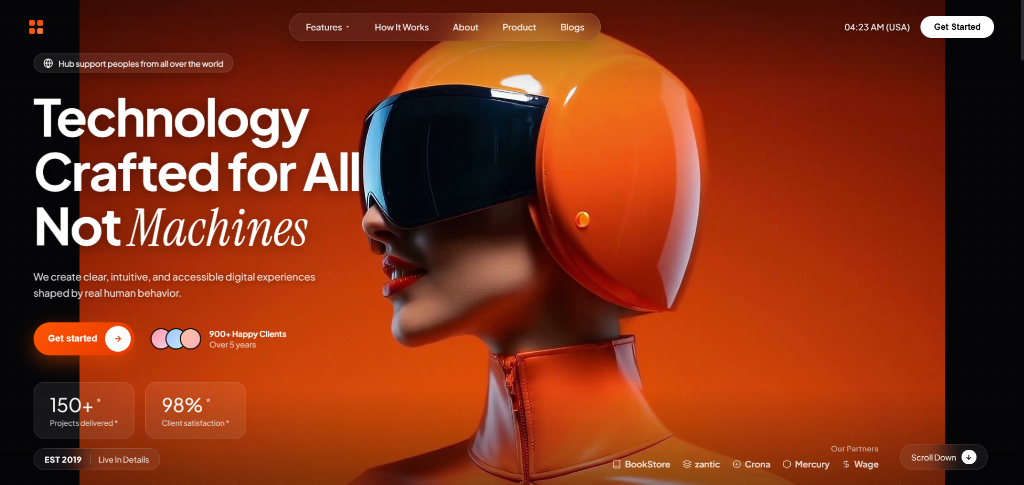 Features
How It Works
About
Product
Blogs
04:23 AM (USA)
Get Started
Hub support peoples from all over the world
Technology
Crafted for All
Not Machines
We create clear, intuitive, and accessible digital experiences
shaped by real human behavior.
Get started
900+ Happy Clients
Over 5 years
150+ *
Projects delivered *
98% *
Client satisfaction *
EST 2019
Live In Details
Our Partners
BookStore
zantic
Crona
Mercury
Wage
Scroll Down